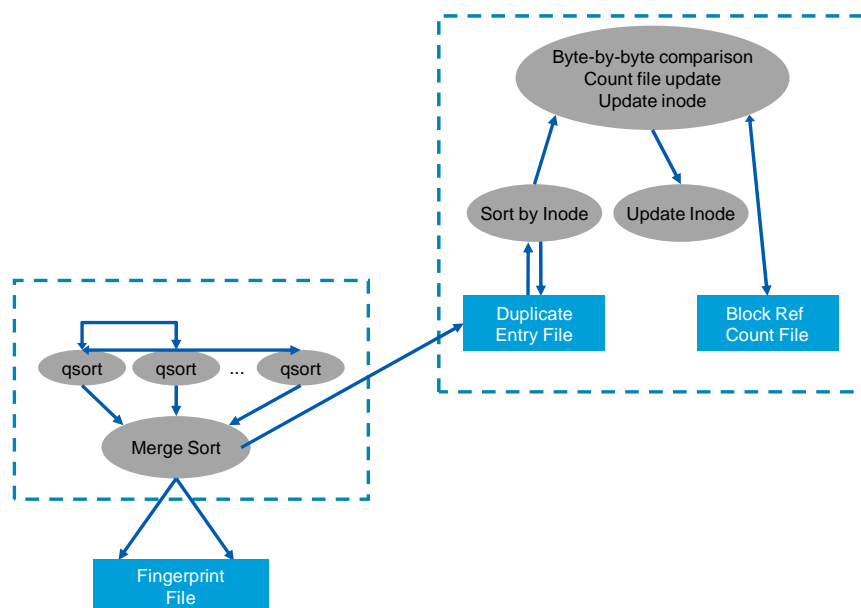 Byte-by-byte comparison
Count file update
Update inode
Sort by Inode
Update Inode
Duplicate
Entry File
Block Ref
Count File
qsort
qsort
...
qsort
Merge Sort
Fingerprint
File